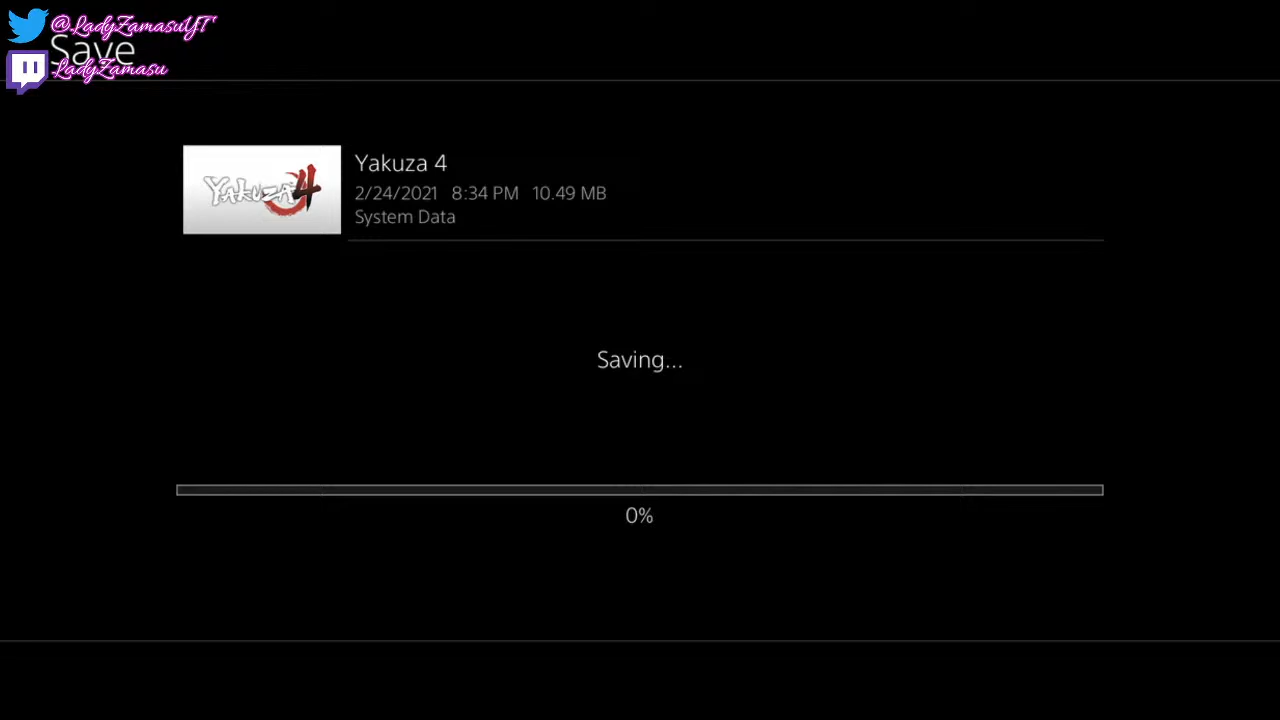 @LadyZamasuYT
Save
LadyZamasu
YAKUZA 4
Yakuza 4
2/24/2021 8:34 PM 10.49 MB
System Data
Saving...
0%